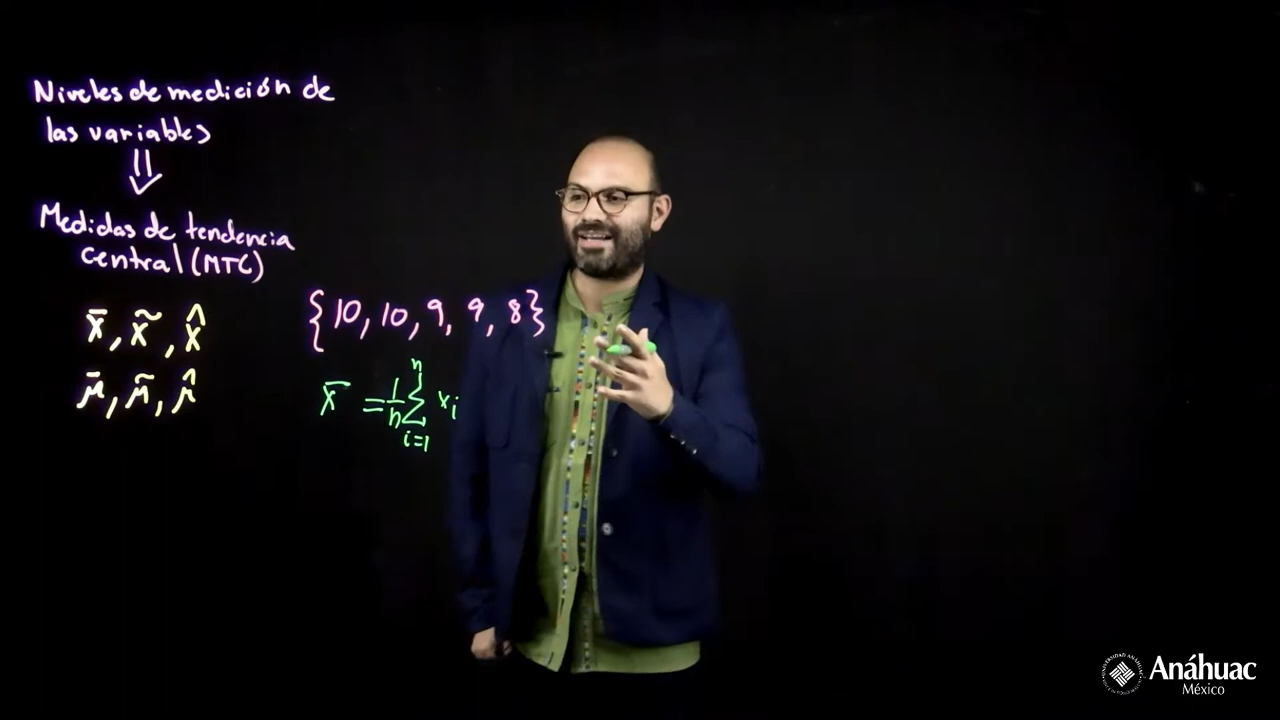 Niveles de medición de
las variables
⇓
Medidas de tendencia
central (MTC)
x̄, x̃, x̂
μ̄, μ̃, μ̂
{10, 10, 9, 9, 8}
x̄ = 1/n ∑ xᵢ
n
i=1
Anáhuac
México